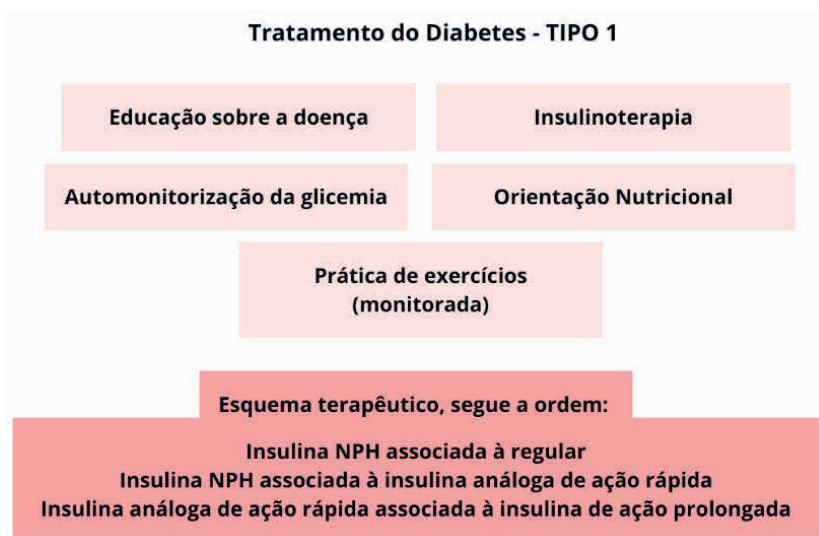 Tratamento do Diabetes - TIPO 1
Educação sobre a doença
Insulinoterapia
Automonitorização da glicemia
Orientação Nutricional
Prática de exercícios
(monitorada)
Esquema terapêutico, segue a ordem:
Insulina NPH associada à regular
Insulina NPH associada à insulina análoga de ação rápida
Insulina análoga de ação rápida associada à insulina de ação prolongada